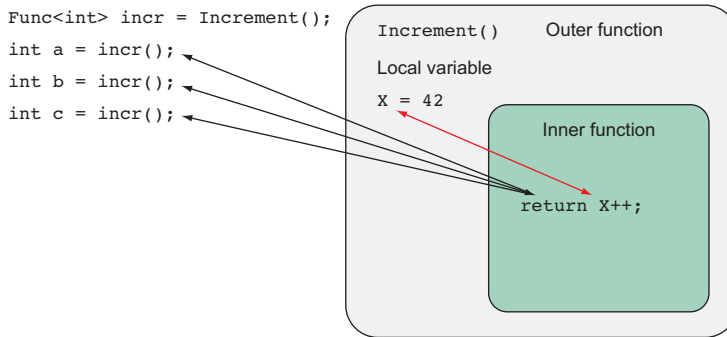 Func<int> incr = Increment();
int a = incr();
int b = incr();
int c = incr();
Increment() Outer function
Local variable
X = 42
Inner function
return X++;